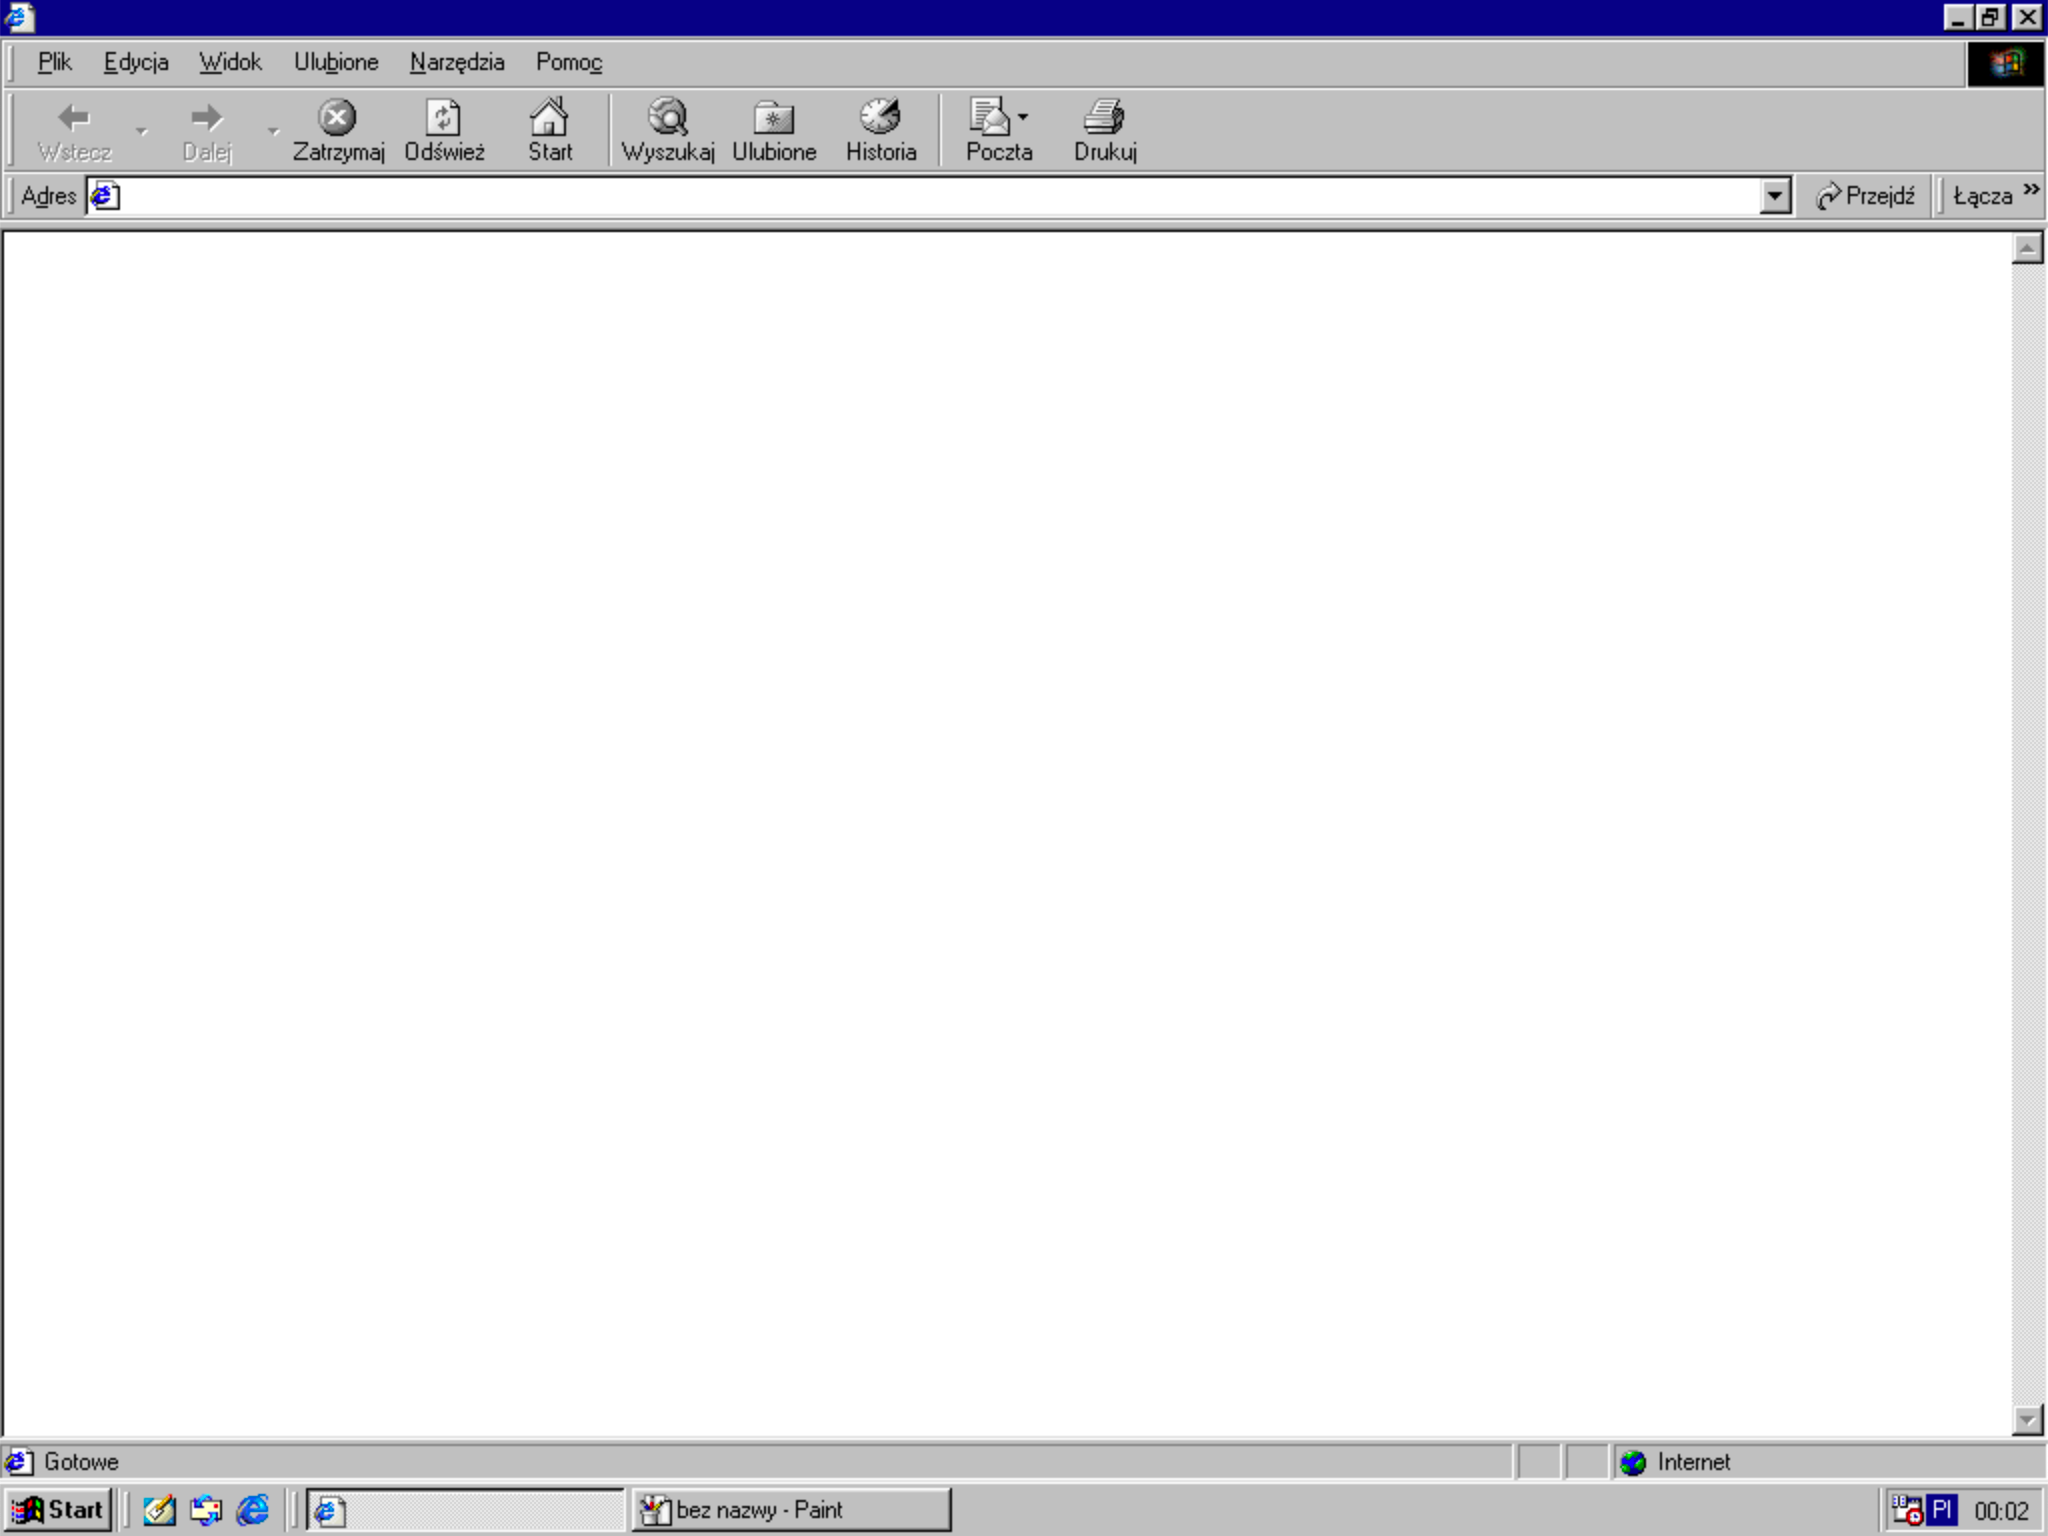 Plik Edycja Widok Ulubione Narzędzia Pomoc
Wstecz Dalej Zatrzymaj Odśwież Start Wyszukaj Ulubione Historia Poczta Drukuj
Adres Przejdź Łącza »
Gotowe Internet
Start bez nazwy - Paint Pl 00:02